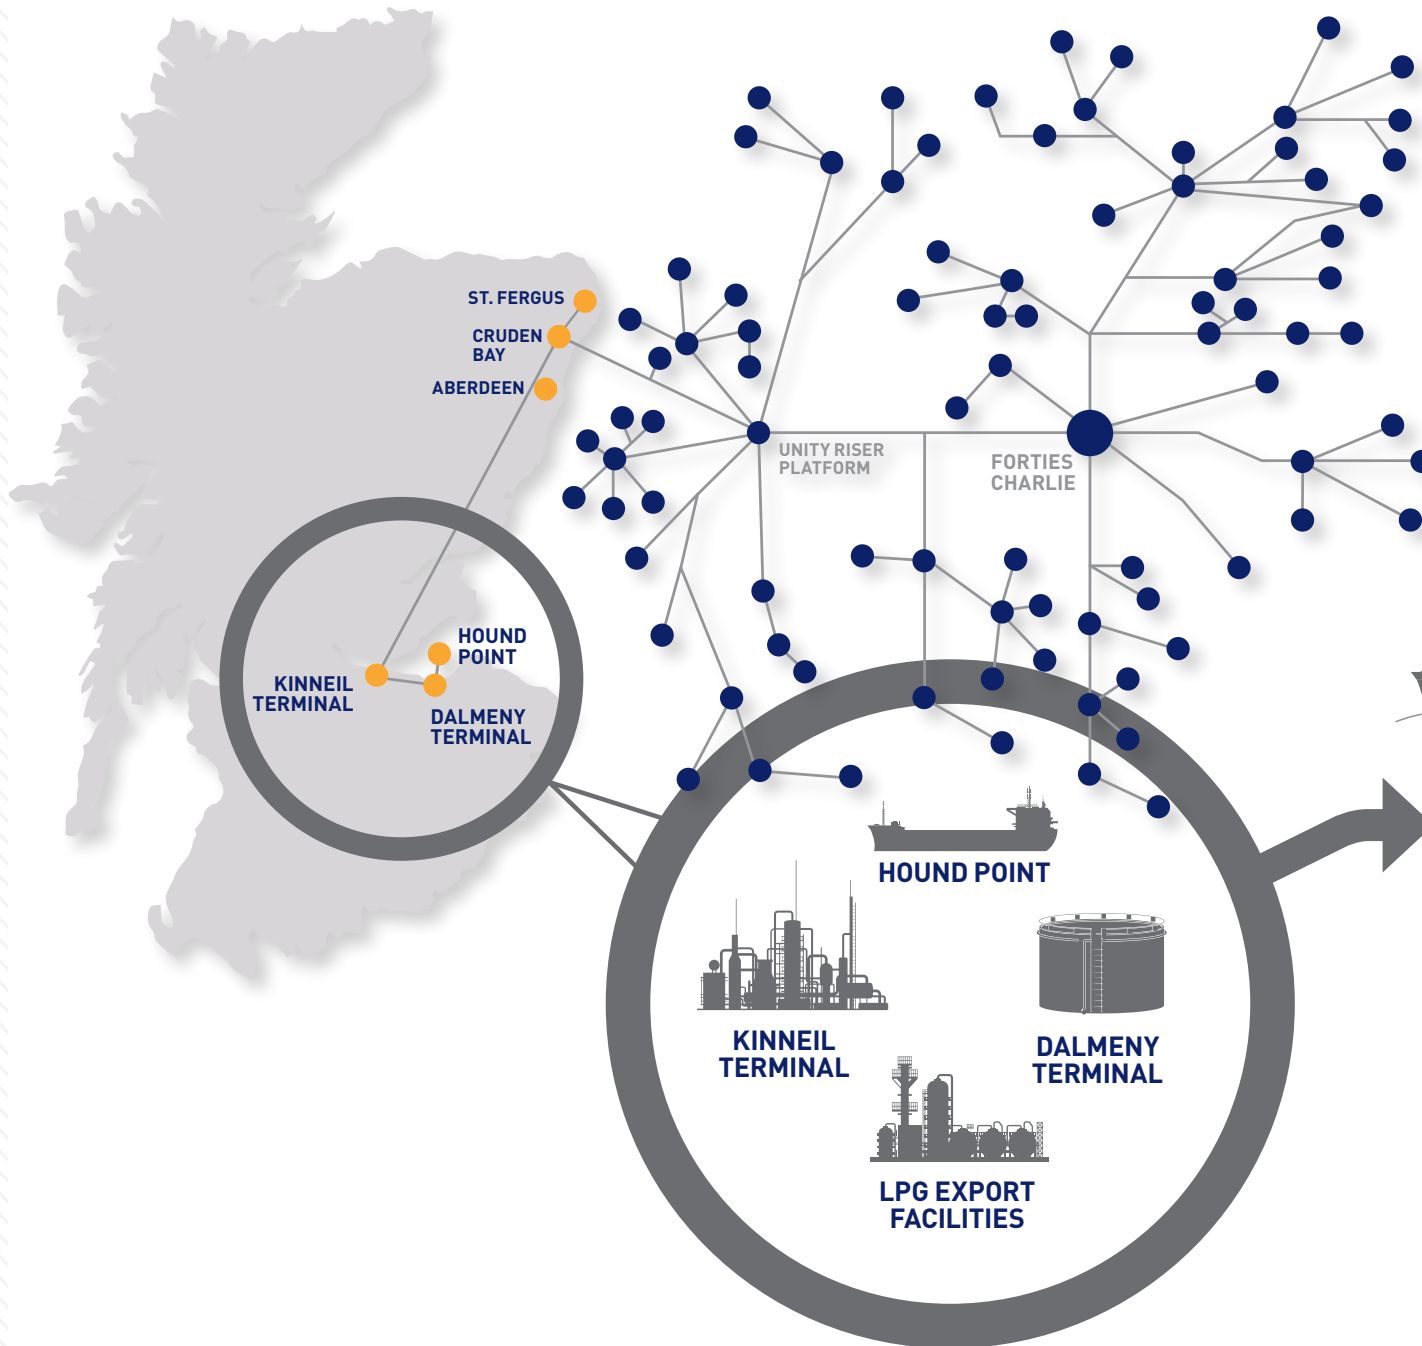 ST. FERGUS
CRUDEN
BAY
ABERDEEN
UNITY RISER
PLATFORM
FORTIES
CHARLIE
HOUND
POINT
KINNEIL
TERMINAL
DALMENY
TERMINAL
HOUND POINT
KINNEIL
TERMINAL
DALMENY
TERMINAL
LPG EXPORT
FACILITIES